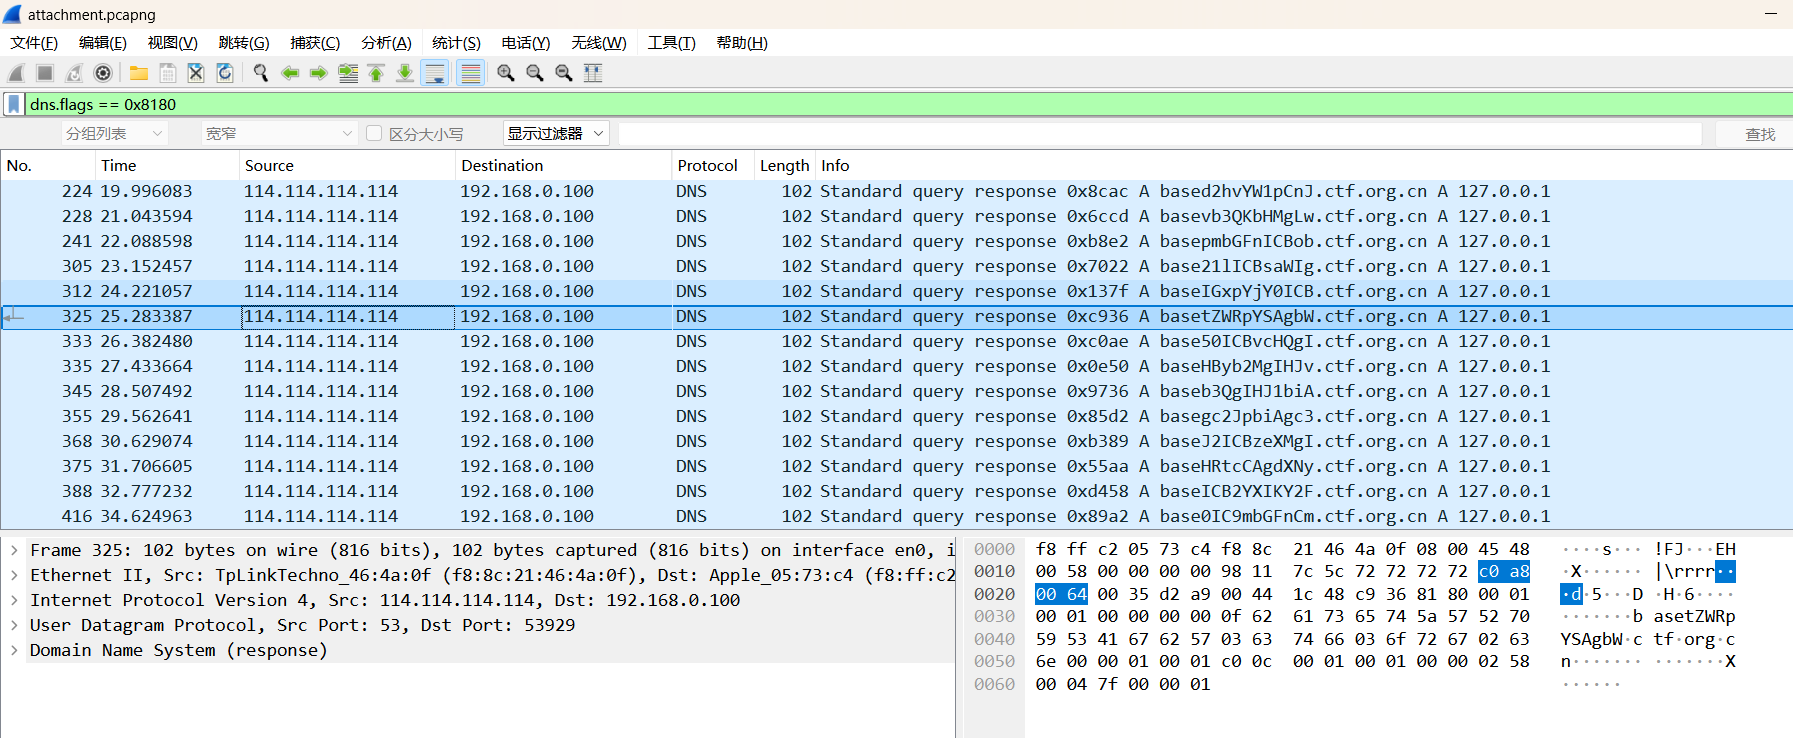 attachment.pcapng
文件(F) 编辑(E) 视图(V) 跳转(G) 捕获(C) 分析(A) 统计(S) 电话(Y) 无线(W) 工具(T) 帮助(H)
dns.flags == 0x8180
分组列表 宽窄 区分大小写 显示过滤器 查找
No. Time Source Destination Protocol Length Info
224 19.996083 114.114.114.114 192.168.0.100 DNS 102 Standard query response 0x8cac A based2hvYW1pCnJ.ctf.org.cn A 127.0.0.1
228 21.043594 114.114.114.114 192.168.0.100 DNS 102 Standard query response 0x6ccd A basevb3QKbHMgLw.ctf.org.cn A 127.0.0.1
241 22.088598 114.114.114.114 192.168.0.100 DNS 102 Standard query response 0xb8e2 A basepmbGFnICBob.ctf.org.cn A 127.0.0.1
305 23.152457 114.114.114.114 192.168.0.100 DNS 102 Standard query response 0x7022 A base21lICBsaWIg.ctf.org.cn A 127.0.0.1
312 24.221057 114.114.114.114 192.168.0.100 DNS 102 Standard query response 0x137f A baseIGxpYjY0ICB.ctf.org.cn A 127.0.0.1
325 25.283387 114.114.114.114 192.168.0.100 DNS 102 Standard query response 0xc936 A basetZWRpYSAgbW.ctf.org.cn A 127.0.0.1
333 26.382480 114.114.114.114 192.168.0.100 DNS 102 Standard query response 0xc0ae A base50ICBvcHQgI.ctf.org.cn A 127.0.0.1
335 27.433664 114.114.114.114 192.168.0.100 DNS 102 Standard query response 0x0e50 A baseHByb2MgIHJv.ctf.org.cn A 127.0.0.1
345 28.507492 114.114.114.114 192.168.0.100 DNS 102 Standard query response 0x9736 A baseb3QgIHJ1biA.ctf.org.cn A 127.0.0.1
355 29.562641 114.114.114.114 192.168.0.100 DNS 102 Standard query response 0x85d2 A basegc2JpbiAgc3.ctf.org.cn A 127.0.0.1
368 30.629074 114.114.114.114 192.168.0.100 DNS 102 Standard query response 0xb389 A baseJ2ICBzeXMgI.ctf.org.cn A 127.0.0.1
375 31.706605 114.114.114.114 192.168.0.100 DNS 102 Standard query response 0x55aa A baseHRtcCAgdXNy.ctf.org.cn A 127.0.0.1
388 32.777232 114.114.114.114 192.168.0.100 DNS 102 Standard query response 0xd458 A baseICB2YXIKY2F.ctf.org.cn A 127.0.0.1
416 34.624963 114.114.114.114 192.168.0.100 DNS 102 Standard query response 0x89a2 A base0IC9mbGFnCm.ctf.org.cn A 127.0.0.1
Frame 325: 102 bytes on wire (816 bits), 102 bytes captured (816 bits) on interface en0, i
Ethernet II, Src: TpLinkTechno_46:4a:0f (f8:8c:21:46:4a:0f), Dst: Apple_05:73:c4 (f8:ff:c2
Internet Protocol Version 4, Src: 114.114.114.114, Dst: 192.168.0.100
User Datagram Protocol, Src Port: 53, Dst Port: 53929
Domain Name System (response)
0000 f8 ff c2 05 73 c4 f8 8c 21 46 4a 0f 08 00 45 48 ····s··· !FJ···EH
0010 00 58 00 00 00 00 98 11 7c 5c 72 72 72 72 c0 a8 ·X······ |\rrrr··
0020 00 64 00 35 d2 a9 00 44 1c 48 c9 36 81 80 00 01 ·d·5···D ·H·6····
0030 00 01 00 00 00 00 0f 62 61 73 65 74 5a 57 52 70 ·······b asetZWRp
0040 59 53 41 67 62 57 03 63 74 66 03 6f 72 67 02 63 YSAgbW·c tf·org·c
0050 6e 00 00 01 00 01 c0 0c 00 01 00 01 00 00 02 58 n······· ·······X
0060 00 04 7f 00 00 01 ······